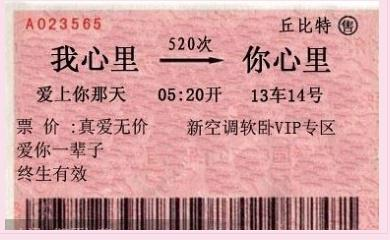 A023565 丘比特 售
520次
我心里 你心里
爱上你那天 05:20开 13车14号
票 价 :真爱无价 新空调软卧VIP专区
爱你一辈子
终生有效